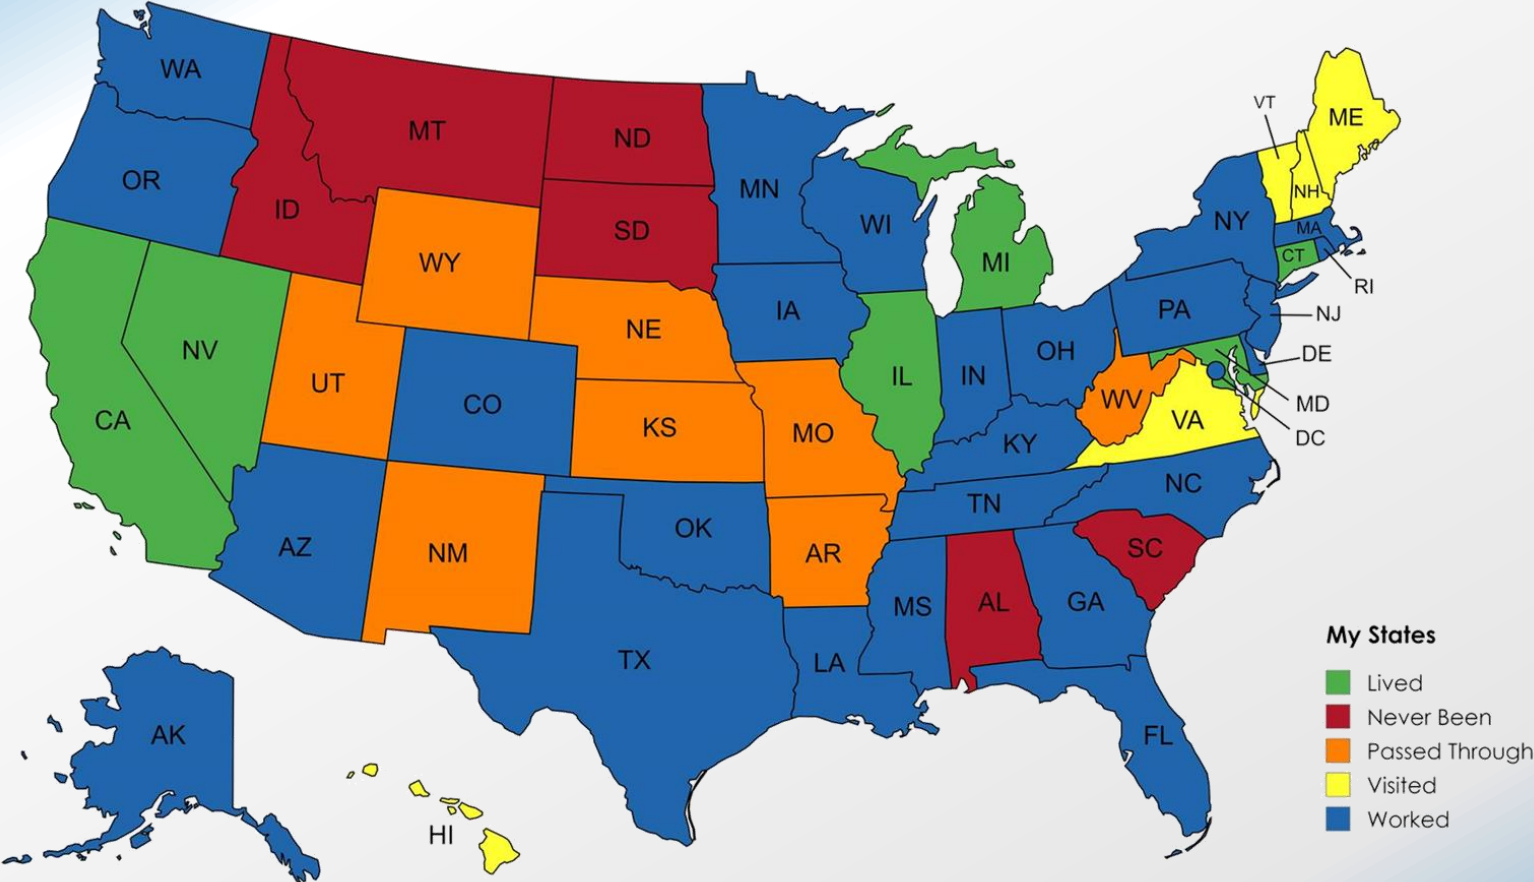 WA
MT
ND
MN
OR
ID
SD
WI
WY
MI
VT
ME
NH
NY
MA
CT
RI
IA
NE
PA
NJ
NV
UT
CO
IL
IN
OH
DE
CA
KS
MO
WV
VA
MD
DC
KY
AZ
NM
OK
AR
TN
NC
SC
TX
LA
MS
AL
GA
AK
HI
FL
My States
Lived
Never Been
Passed Through
Visited
Worked